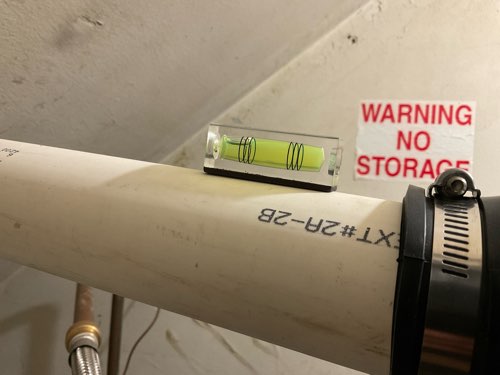 WARNING
NO
STORAGE
EXT#2A-2B